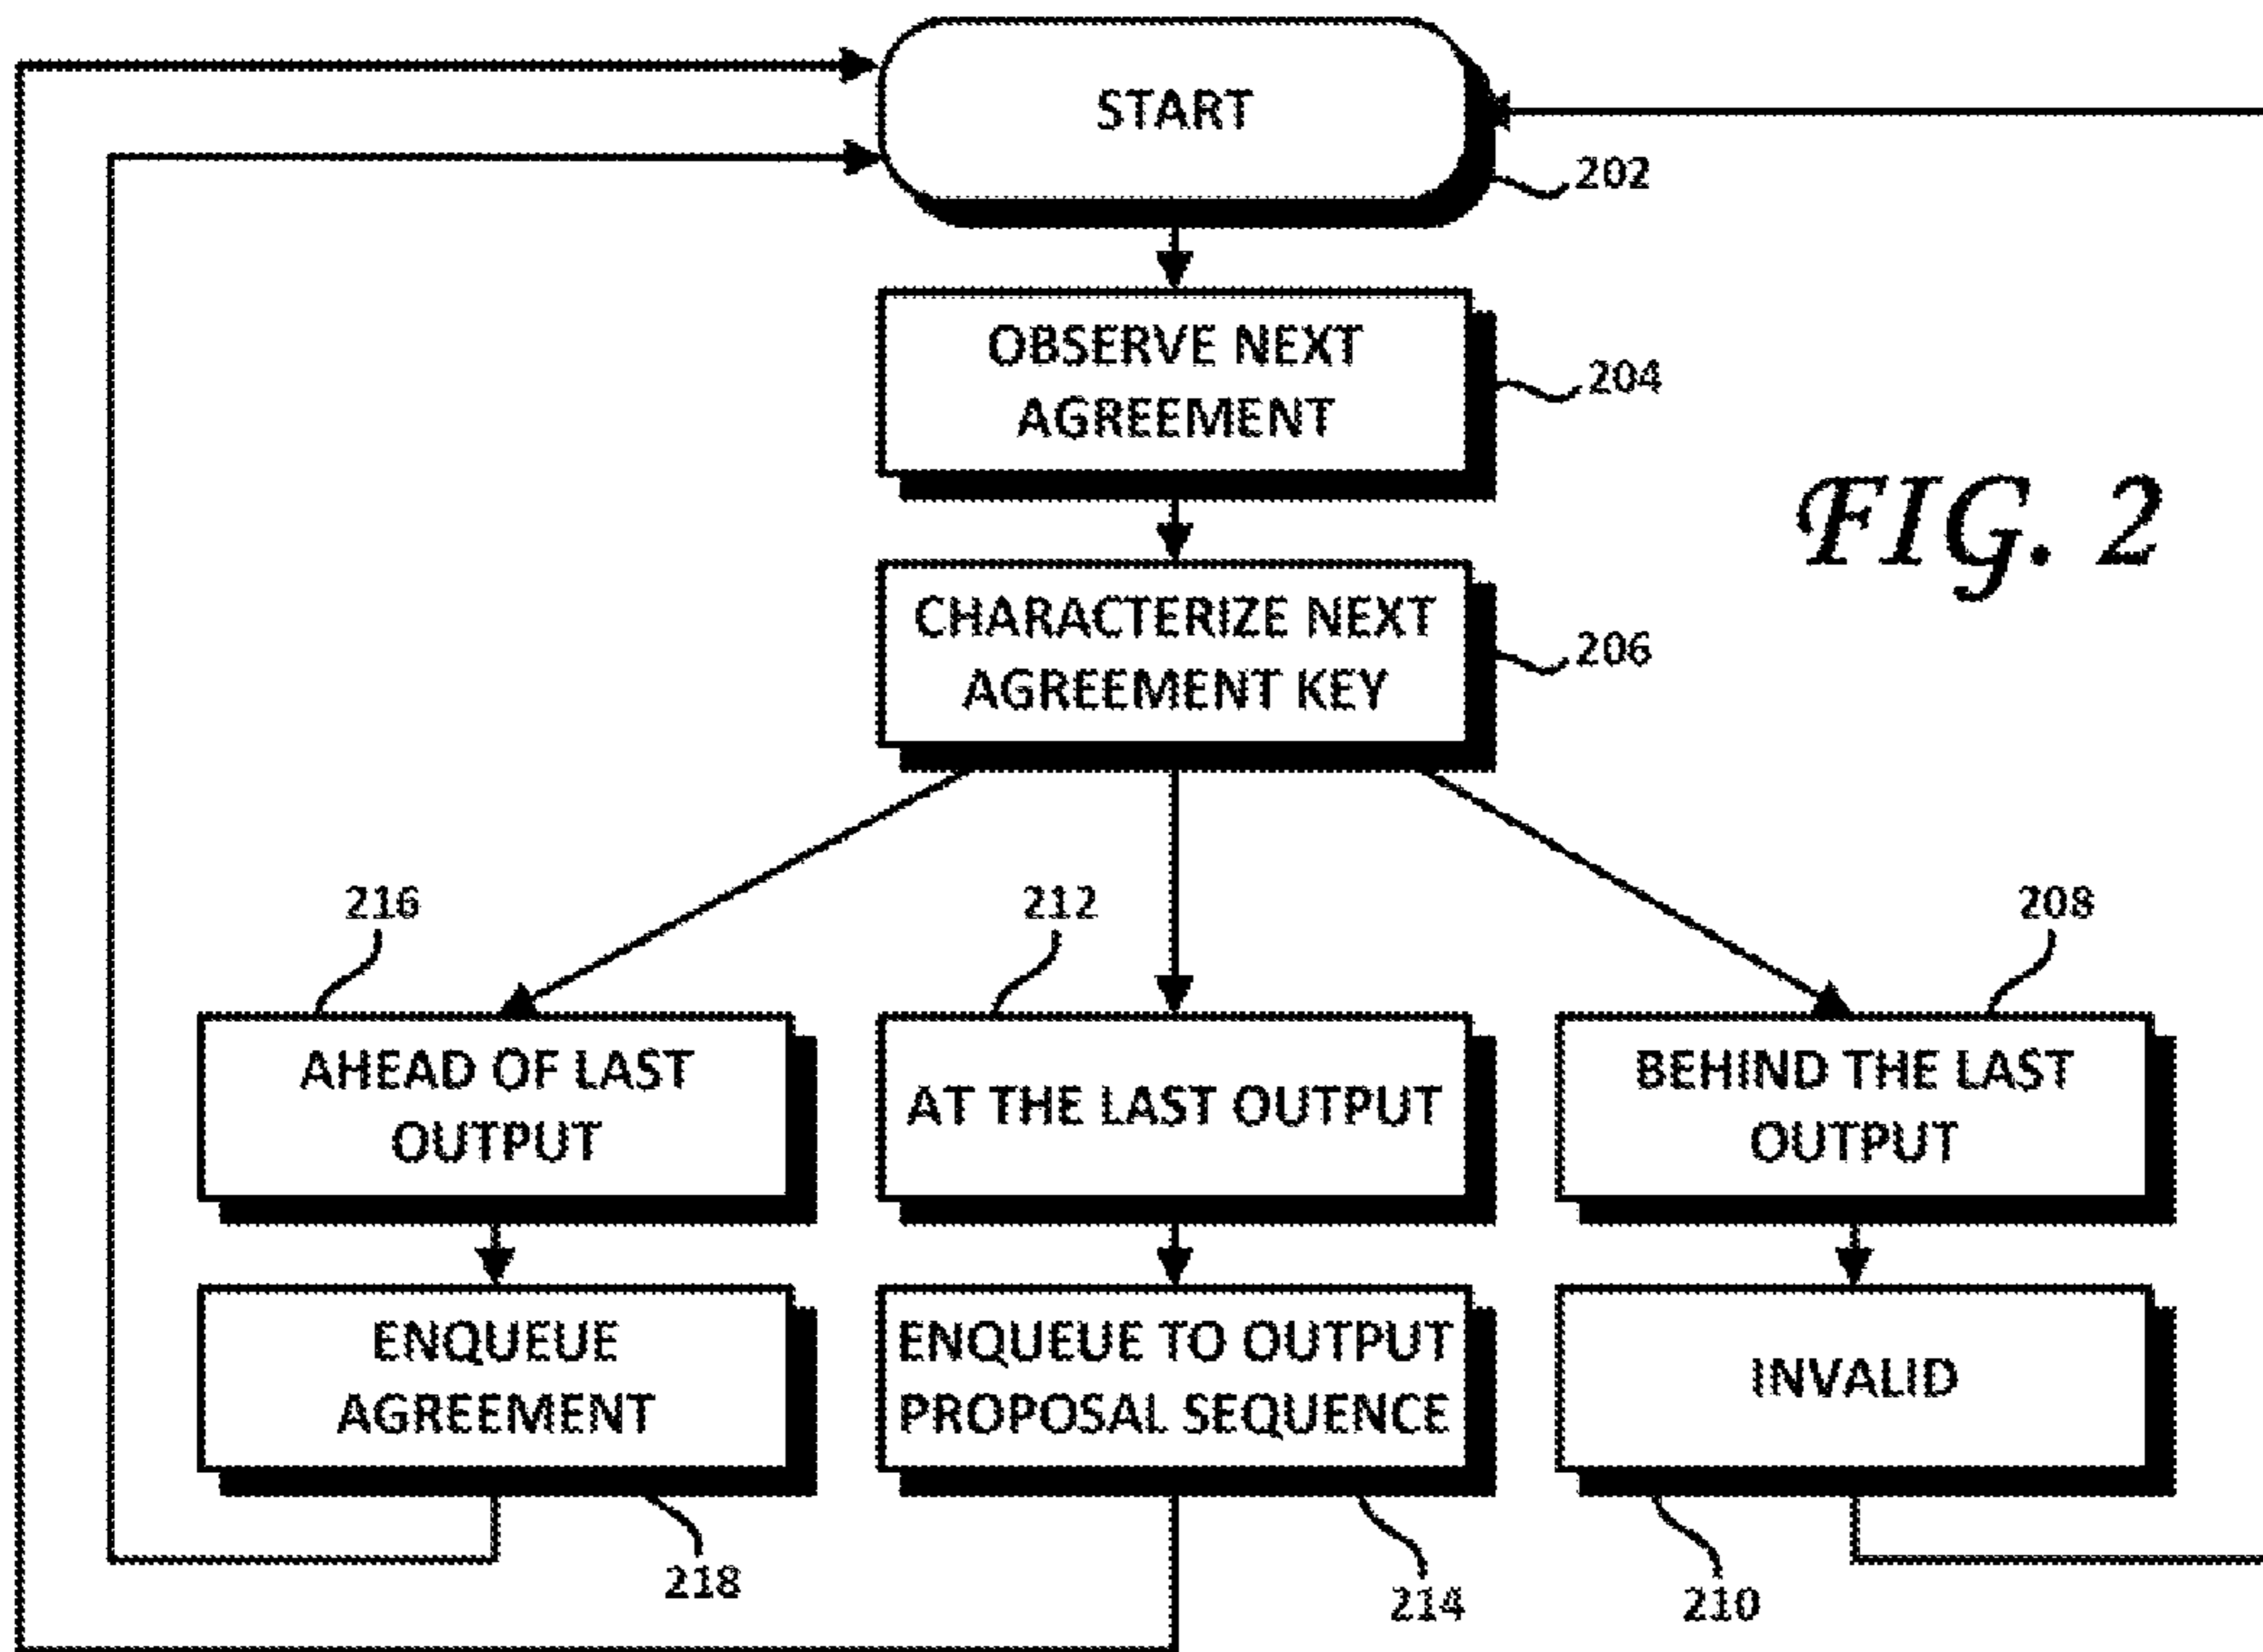 START
202
OBSERVE NEXT
AGREEMENT
204
FIG. 2
CHARACTERIZE NEXT
AGREEMENT KEY
206
216
212
208
AHEAD OF LAST
OUTPUT
AT THE LAST OUTPUT
BEHIND THE LAST
OUTPUT
ENQUEUE
AGREEMENT
ENQUEUE TO OUTPUT
PROPOSAL SEQUENCE
INVALID
218
214
210